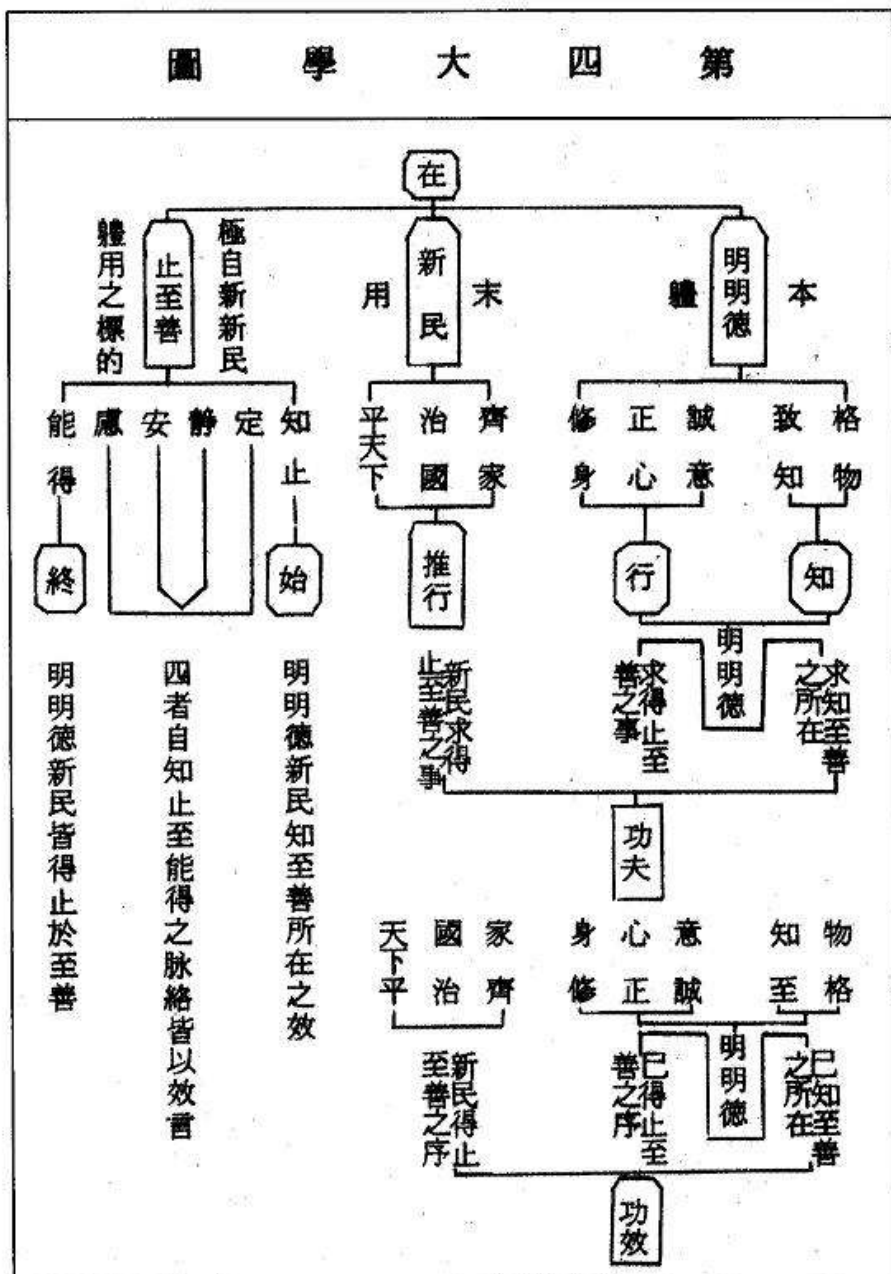 第四大學圖
在
本
明明德
體
末
新民
用
極自新新民
止至善
體用之標的
格物
致知
誠意
正心
修身
齊家
治國
平天下
知止
定
靜
安
慮
能得
知
行
推行
始
終
明明德
求知至善之所在
求得止至善之事
新民求得止至善之事
功夫
明明德新民知至善所在之效
四者自知止至能得之脉絡皆以效言
明明德新民皆得止於至善
物格
知至
意誠
心正
身修
家齊
國治
天下平
明明德
已知至善之所在
已得止至善之序
新民得止至善之序
功效